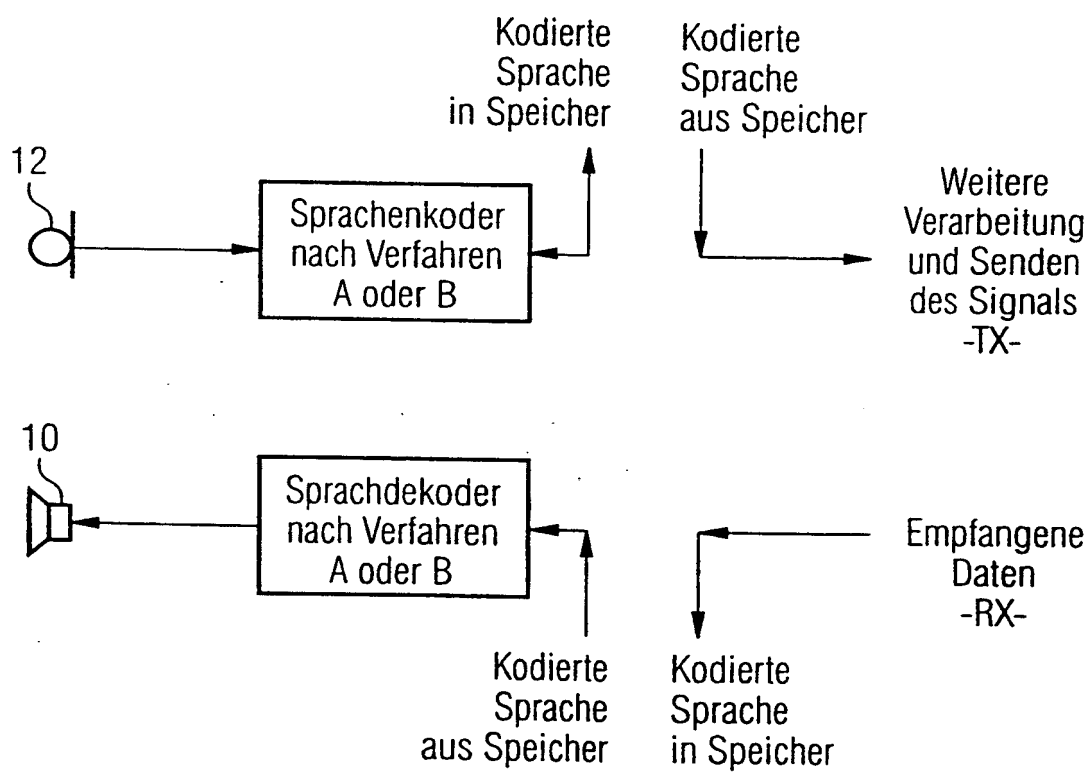 Kodierte
Sprache
in Speicher
Kodierte
Sprache
aus Speicher
12
Sprachenkoder
nach Verfahren
A oder B
Weitere
Verarbeitung
und Senden
des Signals
-TX-
10
Sprachdekoder
nach Verfahren
A oder B
Empfangene
Daten
-RX-
Kodierte
Sprache
aus Speicher
Kodierte
Sprache
in Speicher